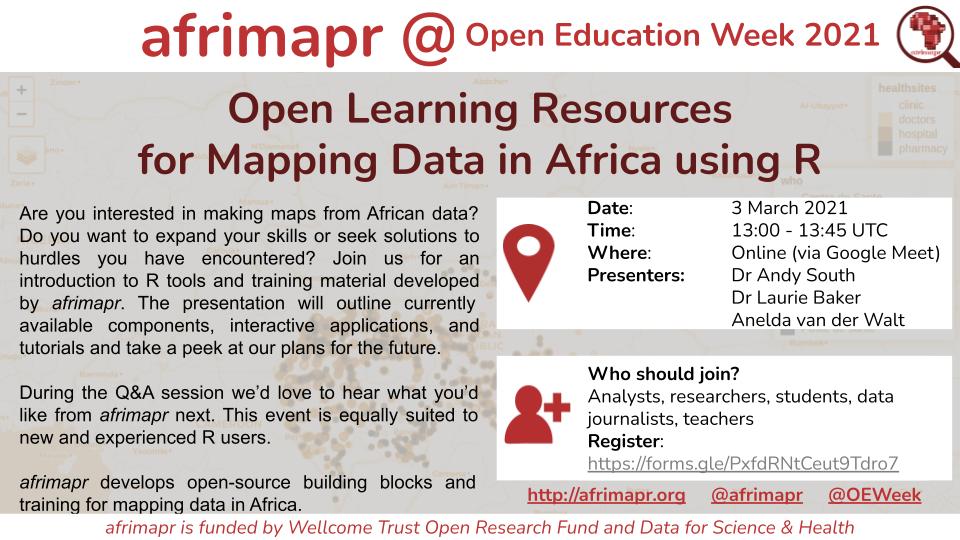 afrimapr @ Open Education Week 2021
Open Learning Resources
for Mapping Data in Africa using R
Are you interested in making maps from African data?
Do you want to expand your skills or seek solutions to
hurdles you have encountered? Join us for an
introduction to R tools and training material developed
by afrimapr. The presentation will outline currently
available components, interactive applications, and
tutorials and take a peek at our plans for the future.
During the Q&A session we'd love to hear what you'd
like from afrimapr next. This event is equally suited to
new and experienced R users.
afrimapr develops open-source building blocks and
training for mapping data in Africa.
healthsites
clinic
doctors
hospital
pharmacy
who
Date: 3 March 2021
Time: 13:00 - 13:45 UTC
Where: Online (via Google Meet)
Presenters: Dr Andy South
Dr Laurie Baker
Anelda van der Walt
Who should join?
Analysts, researchers, students, data
journalists, teachers
Register:
https://forms.gle/PxfdRNtCeut9Tdro7
http://afrimapr.org @afrimapr @OEWeek
afrimapr is funded by Wellcome Trust Open Research Fund and Data for Science & Health